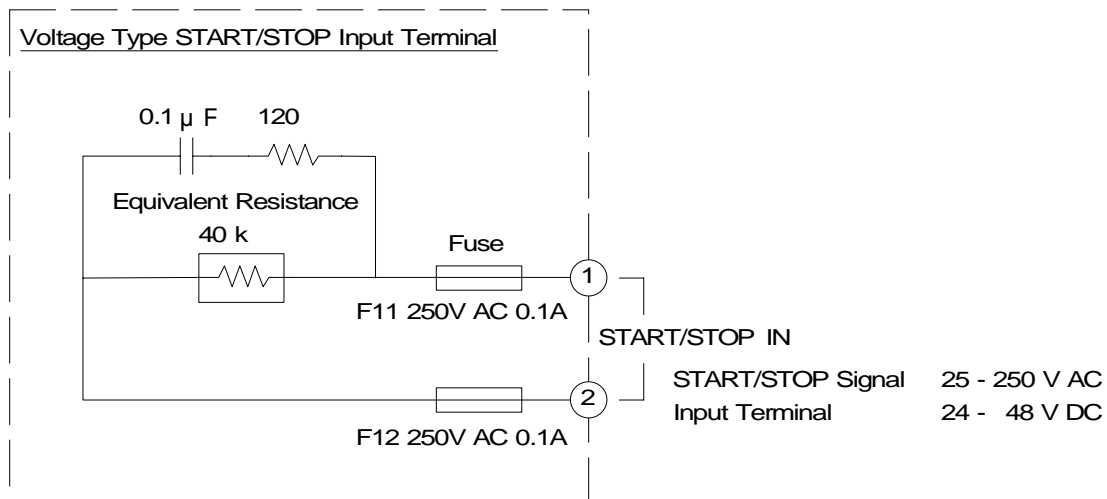 Voltage Type START/STOP Input Terminal
0.1 μ F 120
Equivalent Resistance
40 k
Fuse
1
F11 250V AC 0.1A
START/STOP IN
START/STOP Signal 25 - 250 V AC
2
Input Terminal 24 - 48 V DC
F12 250V AC 0.1A